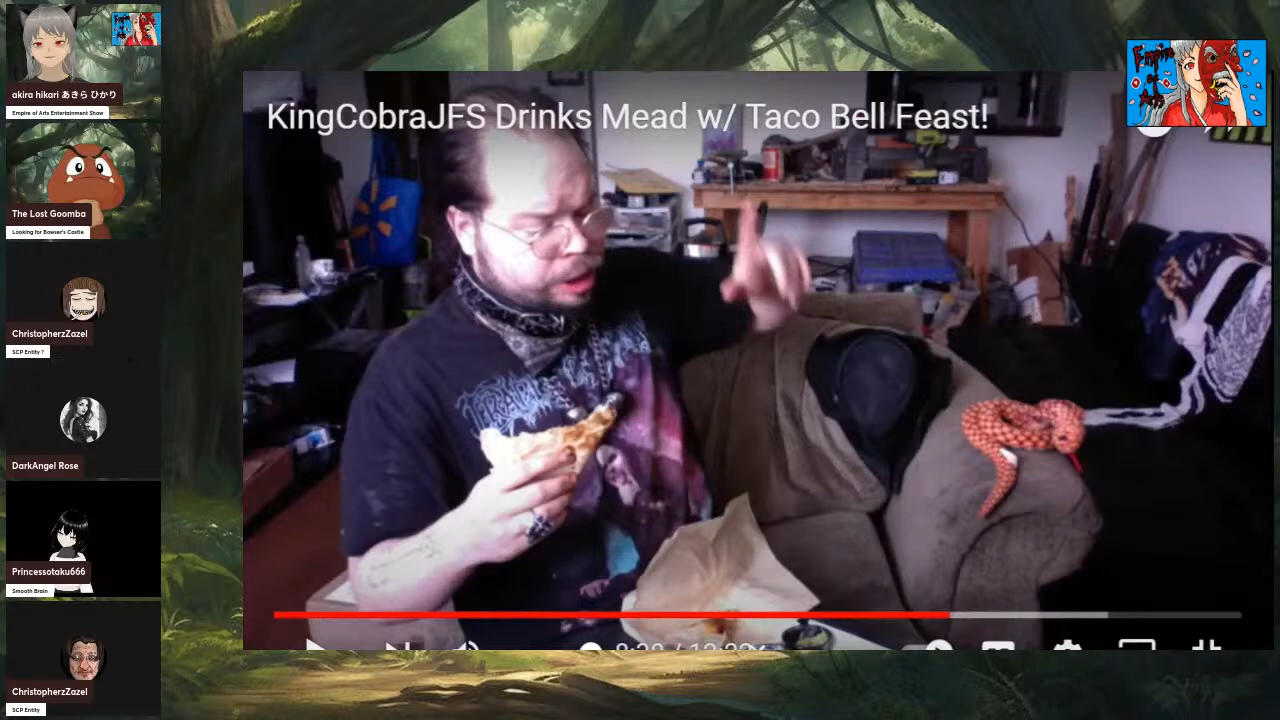 akira hikari あきら ひかり
Empire of Arts Entertainment Show
The Lost Goomba
Looking for Bowser's Castle
ChristopherzZazel
SCP Entity ?
DarkAngel Rose
Princessotaku666
Smooth Brain
ChristopherzZazel
SCP Entity
KingCobraJFS Drinks Mead w/ Taco Bell Feast!
Empire
of
Arts